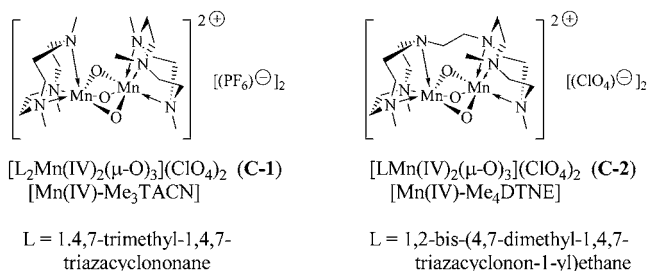 2 ⊕
2 ⊕
N
N
N
N
N
N
N
N
N
N
N
N
O
O
[(PF₆)⊖]₂
[(ClO₄)⊖]₂
Mn
Mn
Mn
Mn
O
O
O
O
[L₂Mn(IV)₂(μ-O)₃](ClO₄)₂ (C-1)
[LMn(IV)₂(μ-O)₃](ClO₄)₂ (C-2)
[Mn(IV)-Me₃TACN]
[Mn(IV)-Me₄DTNE]
L = 1.4,7-trimethyl-1,4,7-
triazacyclononane
L = 1,2-bis-(4,7-dimethyl-1,4,7-
triazacyclonon-1-yl)ethane